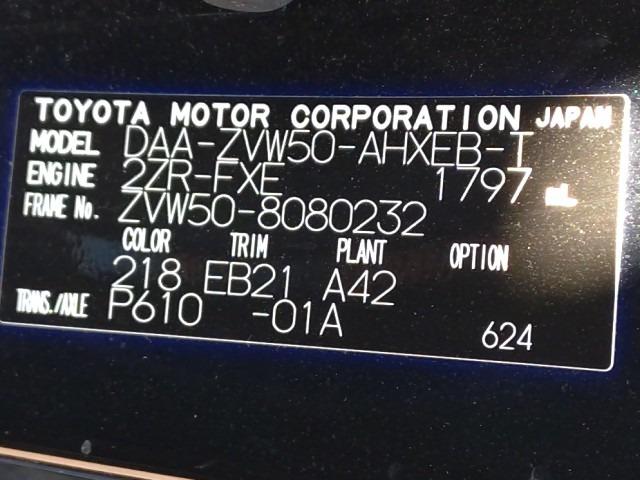 TOYOTA MOTOR CORPORATION JAPAN
MODEL DAA-ZVW50-AHXEB-T
ENGINE 2ZR-FXE 1797 mL
FRAME No. ZVW50-8080232
COLOR TRIM PLANT OPTION
218 EB21 A42
TRANS./AXLE P610 -01A
624